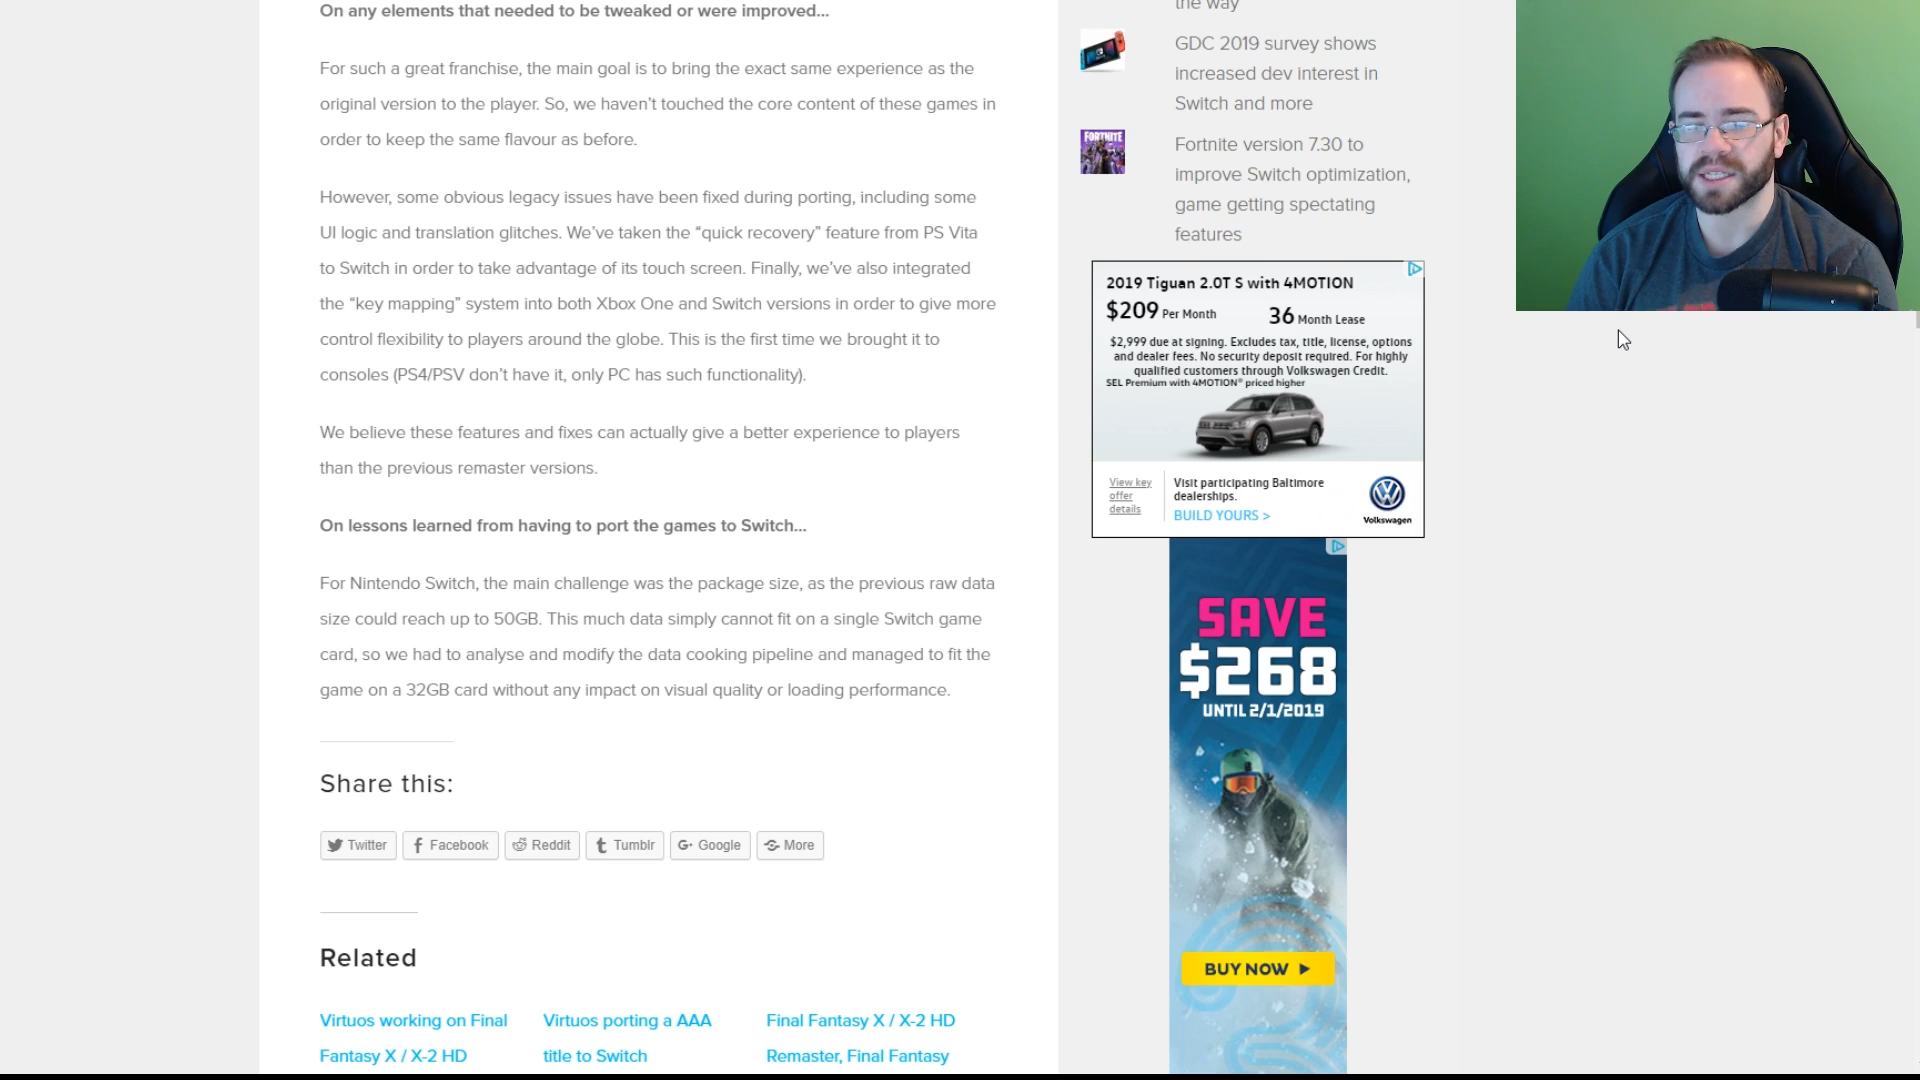 On any elements that needed to be tweaked or were improved...
For such a great franchise, the main goal is to bring the exact same experience as the
original version to the player. So, we haven’t touched the core content of these games in
order to keep the same flavour as before.
However, some obvious legacy issues have been fixed during porting, including some
UI logic and translation glitches. We’ve taken the “quick recovery” feature from PS Vita
to Switch in order to take advantage of its touch screen. Finally, we’ve also integrated
the “key mapping” system into both Xbox One and Switch versions in order to give more
control flexibility to players around the globe. This is the first time we brought it to
consoles (PS4/PSV don’t have it, only PC has such functionality).
We believe these features and fixes can actually give a better experience to players
than the previous remaster versions.
On lessons learned from having to port the games to Switch...
For Nintendo Switch, the main challenge was the package size, as the previous raw data
size could reach up to 50GB. This much data simply cannot fit on a single Switch game
card, so we had to analyse and modify the data cooking pipeline and managed to fit the
game on a 32GB card without any impact on visual quality or loading performance.
Share this:
Twitter
Facebook
Reddit
Tumblr
Google
More
Related
Virtuos working on Final
Fantasy X / X-2 HD
Virtuos porting a AAA
title to Switch
Final Fantasy X / X-2 HD
Remaster, Final Fantasy
the way
GDC 2019 survey shows
increased dev interest in
Switch and more
FORTNITE
Fortnite version 7.30 to
improve Switch optimization,
game getting spectating
features
2019 Tiguan 2.0T S with 4MOTION
$209 Per Month
36 Month Lease
$2,999 due at signing. Excludes tax, title, license, options
and dealer fees. No security deposit required. For highly
qualified customers through Volkswagen Credit.
SEL Premium with 4MOTION® priced higher
View key
offer
details
Visit participating Baltimore
dealerships.
BUILD YOURS >
Volkswagen
SAVE
$268
UNTIL 2/1/2019
BUY NOW